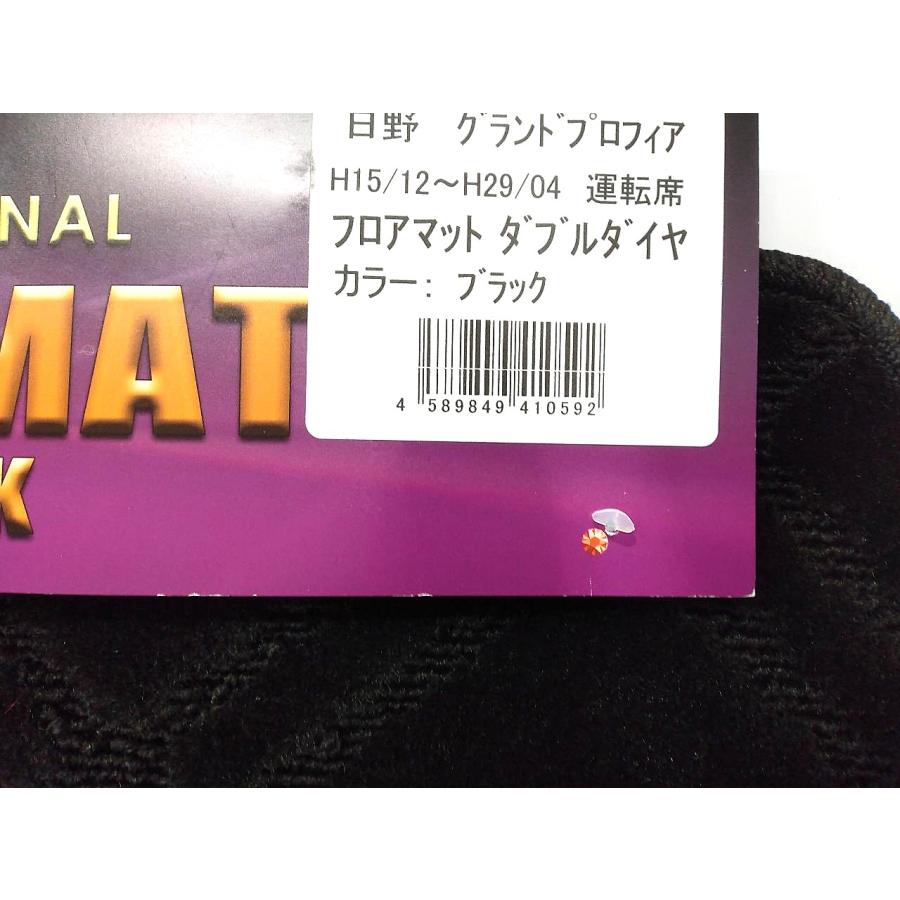 NAL
MAT
K
日野 グランドプロフィア
H15/12〜H29/04 運転席
フロアマット ダブルダイヤ
カラー: ブラック
4 589849 410592